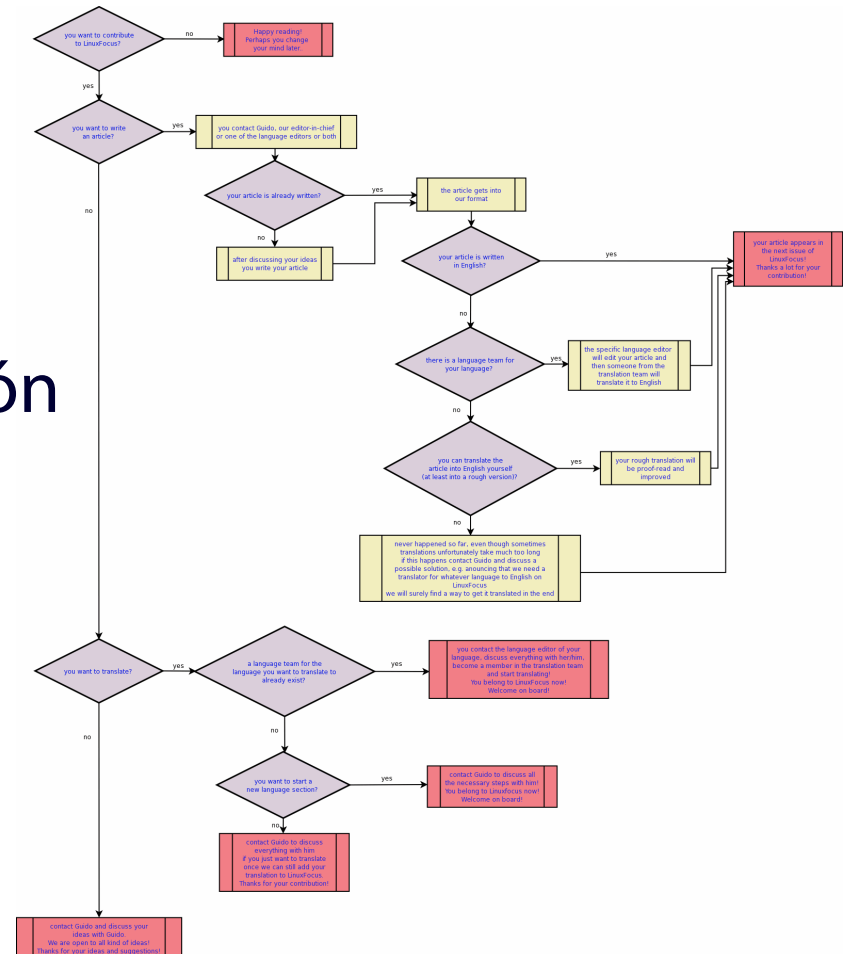 you want to contribute
to LinuxFocus?
no
Happy reading!
Perhaps you change
your mind later.
yes
you want to write
an article?
yes
you contact Guido, our editor-in-chief
or one of the language editors or both
your article is already written?
yes
the article gets into
our format
no
no
after discussing your ideas
you write your article
your article is written
in English?
yes
your article appears in
the next issue of
LinuxFocus!
Thanks a lot for your
contribution!
no
there is a language team for
your language?
yes
the specific language editor
will edit your article and
then someone from the
translation team will
translate it to English
ón
no
you can translate the
article into English yourself
(at least into a rough version)?
yes
your rough translation will
be proof-read and
improved
no
never happened so far, even though sometimes
translations unfortunately take much too long
if this happens contact Guido and discuss a
possible solution, e.g. anouncing that we need a
translator for whatever language to English on
LinuxFocus
we will surely find a way to get it translated in the end
you want to translate?
yes
a language team for the
language you want to translate to
already exist?
yes
you contact the language editor of your
language, discuss everything with her/him,
become a member in the translation team
and start translating!
You belong to LinuxFocus now!
Welcome on board!
no
no
you want to start a
new language section?
yes
contact Guido to discuss all
the necessary steps with him!
You belong to Linuxfocus now!
Welcome on board!
no
contact Guido to discuss
everything with him
if you just want to translate
once we can still add your
translation to LinuxFocus.
Thanks for your contribution!
contact Guido and discuss your
ideas with Guido.
We are open to all kind of ideas!
Thanks for your ideas and suggestions!